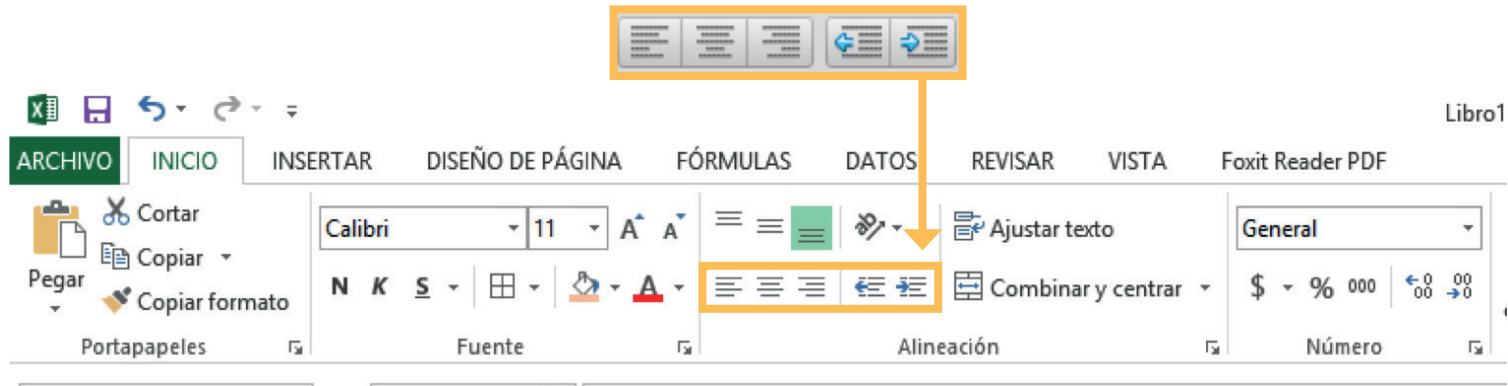 Libro1
ARCHIVO INICIO INSERTAR DISEÑO DE PÁGINA FÓRMULAS DATOS REVISAR VISTA Foxit Reader PDF
Cortar
Copiar
Copiar formato
Pegar
Calibri 11 A A
N K S A
Ajustar texto
Combinar y centrar
General
$ % 000
Portapapeles Fuente Alineación Número